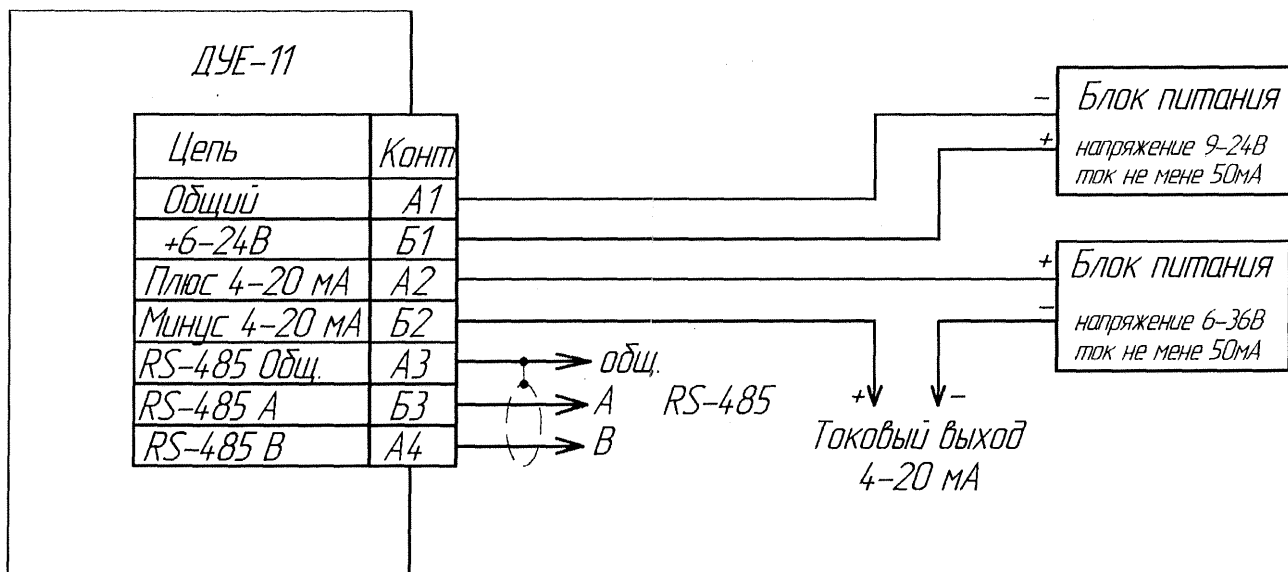 ДУЕ-11
Цепь Конт
Общий А1
+6-24В Б1
Плюс 4-20 мА А2
Минус 4-20 мА Б2
RS-485 Общ. А3
RS-485 А Б3
RS-485 В А4
общ.
А RS-485
В
- Блок питания
+ напряжение 9-24В
ток не мене 50мА
+ Блок питания
- напряжение 6-36В
ток не мене 50мА
+ -
Токовый выход
4-20 мА